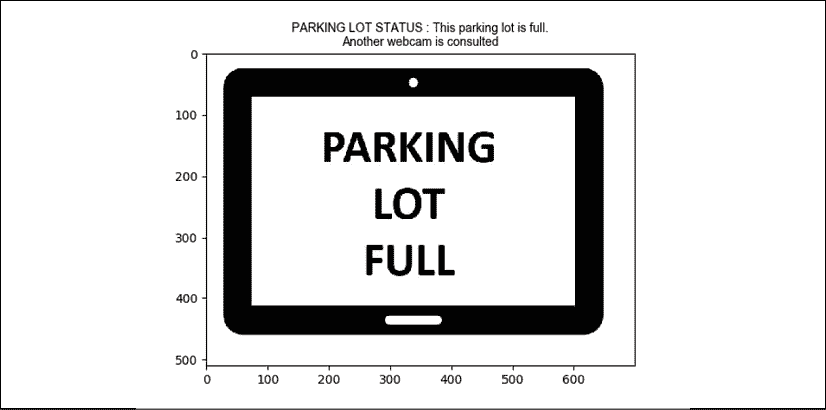 PARKING LOT STATUS : This parking lot is full.
Another webcam is consulted
0
100
200
300
400
500
PARKING
LOT
FULL
0 100 200 300 400 500 600